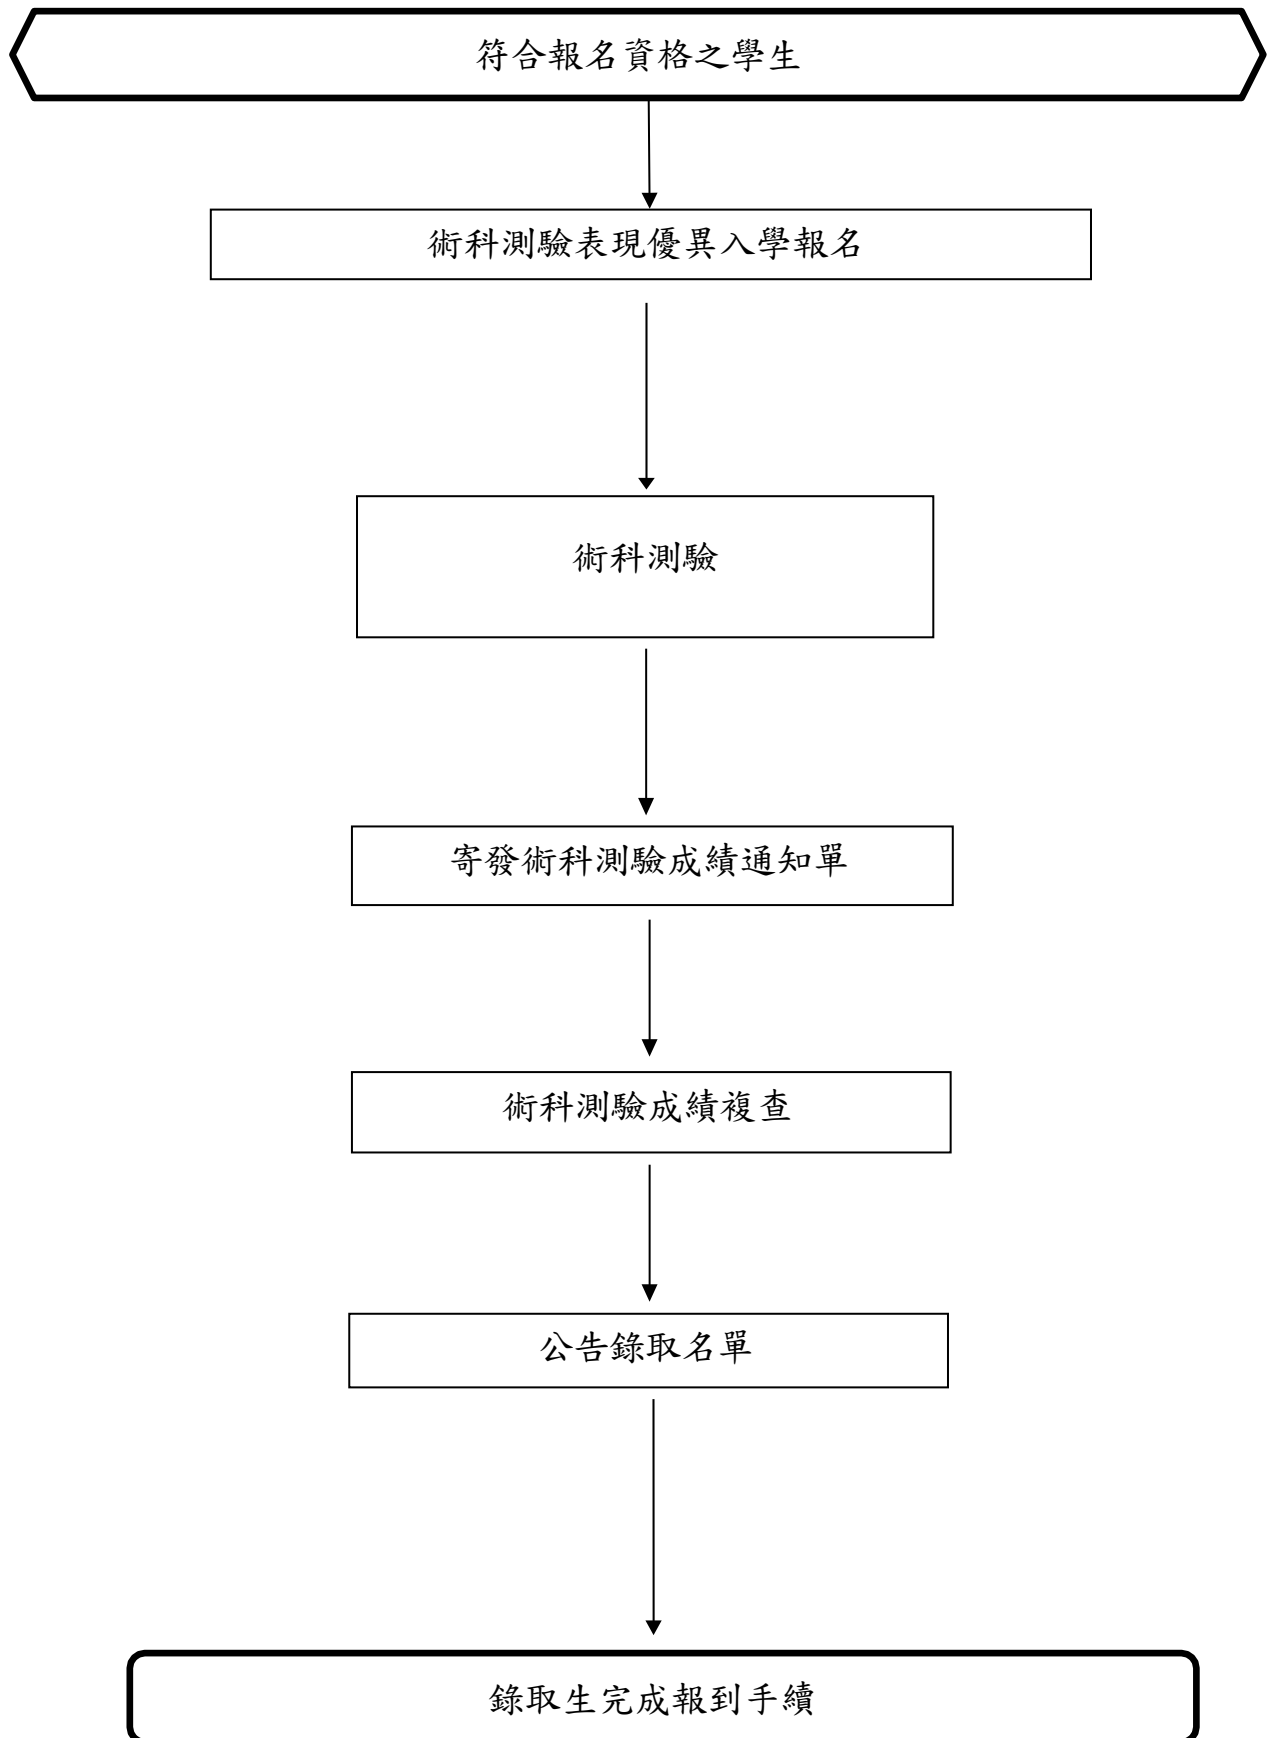 符合報名資格之學生
術科測驗表現優異入學報名
術科測驗
寄發術科測驗成績通知單
術科測驗成績複查
公告錄取名單
錄取生完成報到手續